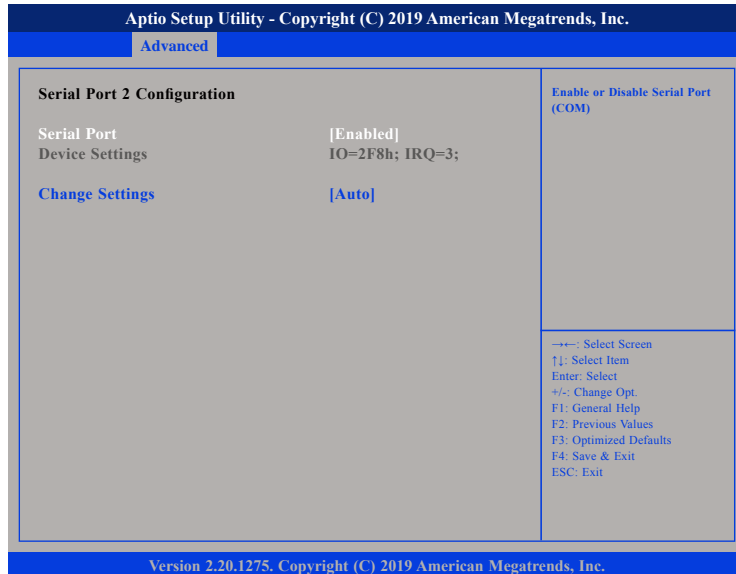 Aptio Setup Utility - Copyright (C) 2019 American Megatrends, Inc.
Advanced
Serial Port 2 Configuration
Serial Port [Enabled]
Device Settings IO=2F8h; IRQ=3;
Change Settings [Auto]
Enable or Disable Serial Port
(COM)
→←: Select Screen
↑↓: Select Item
Enter: Select
+/-: Change Opt.
F1: General Help
F2: Previous Values
F3: Optimized Defaults
F4: Save & Exit
ESC: Exit
Version 2.20.1275. Copyright (C) 2019 American Megatrends, Inc.